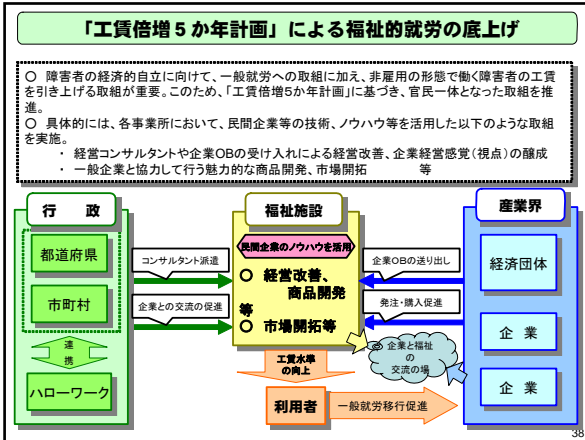 「工賃倍増5か年計画」による福祉的就労の底上げ
○ 障害者の経済的自立に向けて、一般就労への取組に加え、非雇用の形態で働く障害者の工賃
を引き上げる取組が重要。このため、「工賃倍増5か年計画」に基づき、官民一体となった取組を推
進。
○ 具体的には、各事業所において、民間企業等の技術、ノウハウ等を活用した以下のような取組
を実施。
・ 経営コンサルタントや企業OBの受け入れによる経営改善、企業経営感覚(視点)の醸成
・ 一般企業と協力して行う魅力的な商品開発、市場開拓 等
行 政
都道府県
市町村
連
携
ハローワーク
コンサルタント派遣
企業との交流の促進
福祉施設
民間企業のノウハウを活用
○ 経営改善、
商品開発
等
○ 市場開拓等
工賃水準
の向上
利用者
企業OBの送り出し
発注・購入促進
◎ 企業と福祉
の
交流の場
一般就労移行促進
産業界
経済団体
企 業
企 業
38